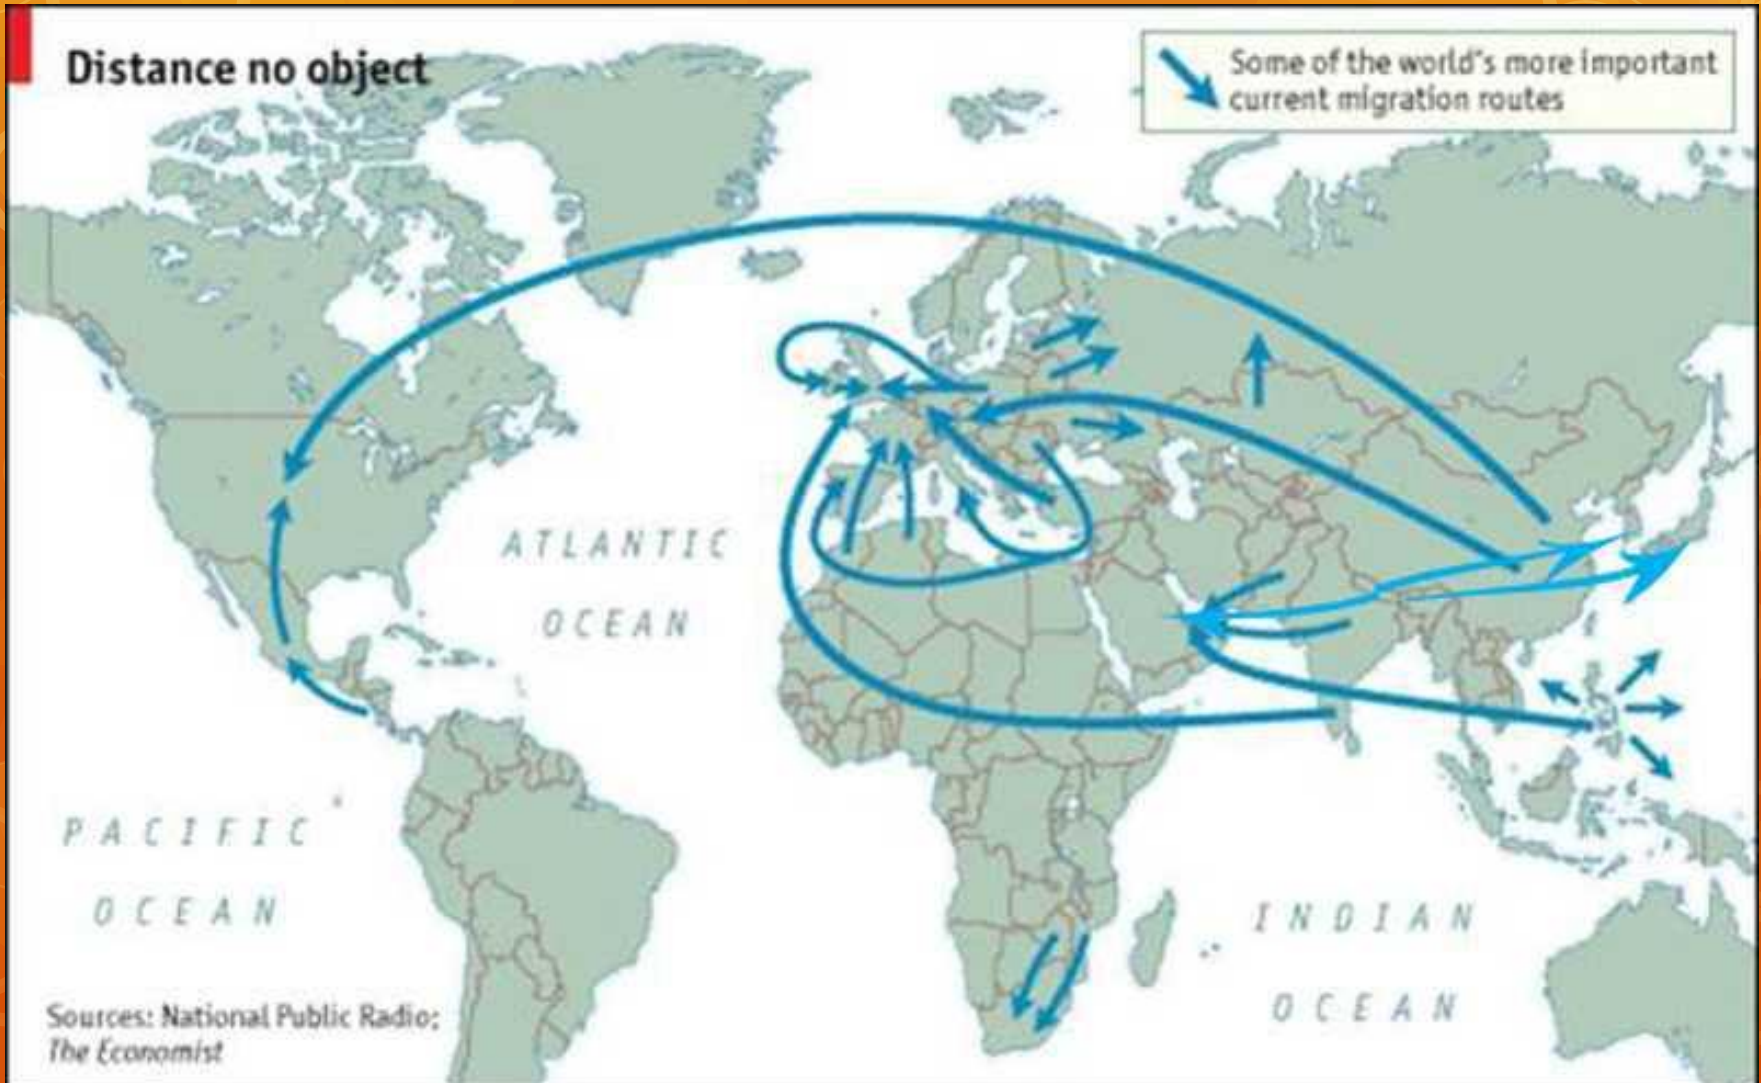 Distance no object
Some of the world's more important
current migration routes
ATLANTIC
OCEAN
PACIFIC
OCEAN
INDIAN
OCEAN
Sources: National Public Radio;
The Economist